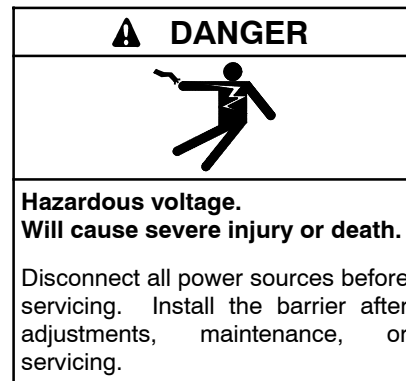 DANGER
Hazardous voltage.
Will cause severe injury or death.
Disconnect all power sources before
servicing. Install the barrier after
adjustments, maintenance, or
servicing.